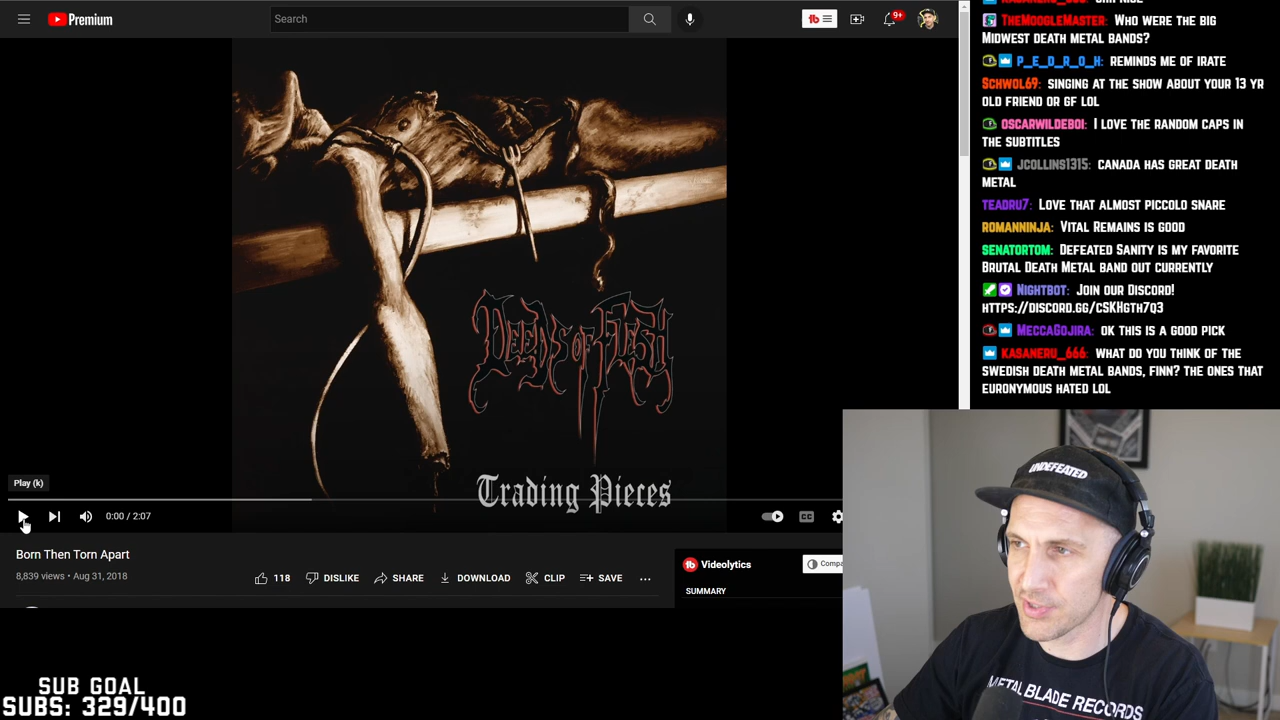 Premium
Search
tb
9+
DEEDS OF FLESH
Trading Pieces
Play (k)
0:00 / 2:07
CC
Born Then Torn Apart
8,839 views • Aug 31, 2018
118
DISLIKE
SHARE
DOWNLOAD
CLIP
SAVE
...
tb
Videolytics
Compa
SUMMARY
SUB GOAL
SUBS: 329/400
TheMoogleMaster: Who were the big
Midwest death metal bands?
P_E_D_R_O_H: REMINDS ME OF IRATE
Schwol69: SINGING AT THE SHOW ABOUT YOUR 13 YR
OLD FRIEND OR GF LOL
OSCARWILDEBOI: I LOVE THE RANDOM CAPS IN
THE SUBTITLES
JCOLLINS1315: CANADA HAS GREAT DEATH
METAL
TEADRU7: Love that almost piccolo snare
ROMANNINJA: Vital Remains is good
SENATORTOM: Defeated Sanity is my favorite
Brutal Death Metal band out currently
Nightbot: Join our Discord!
https://discord.gg/cSKHgth7q3
MeccaGojira: OK THIS IS A GOOD PICK
KASANERU_666: WHAT DO YOU THINK OF THE
SWEDISH DEATH METAL BANDS, FINN? THE ONES THAT
EURONYMOUS HATED LOL
UNDEFEATED
METAL BLADE RECORDS